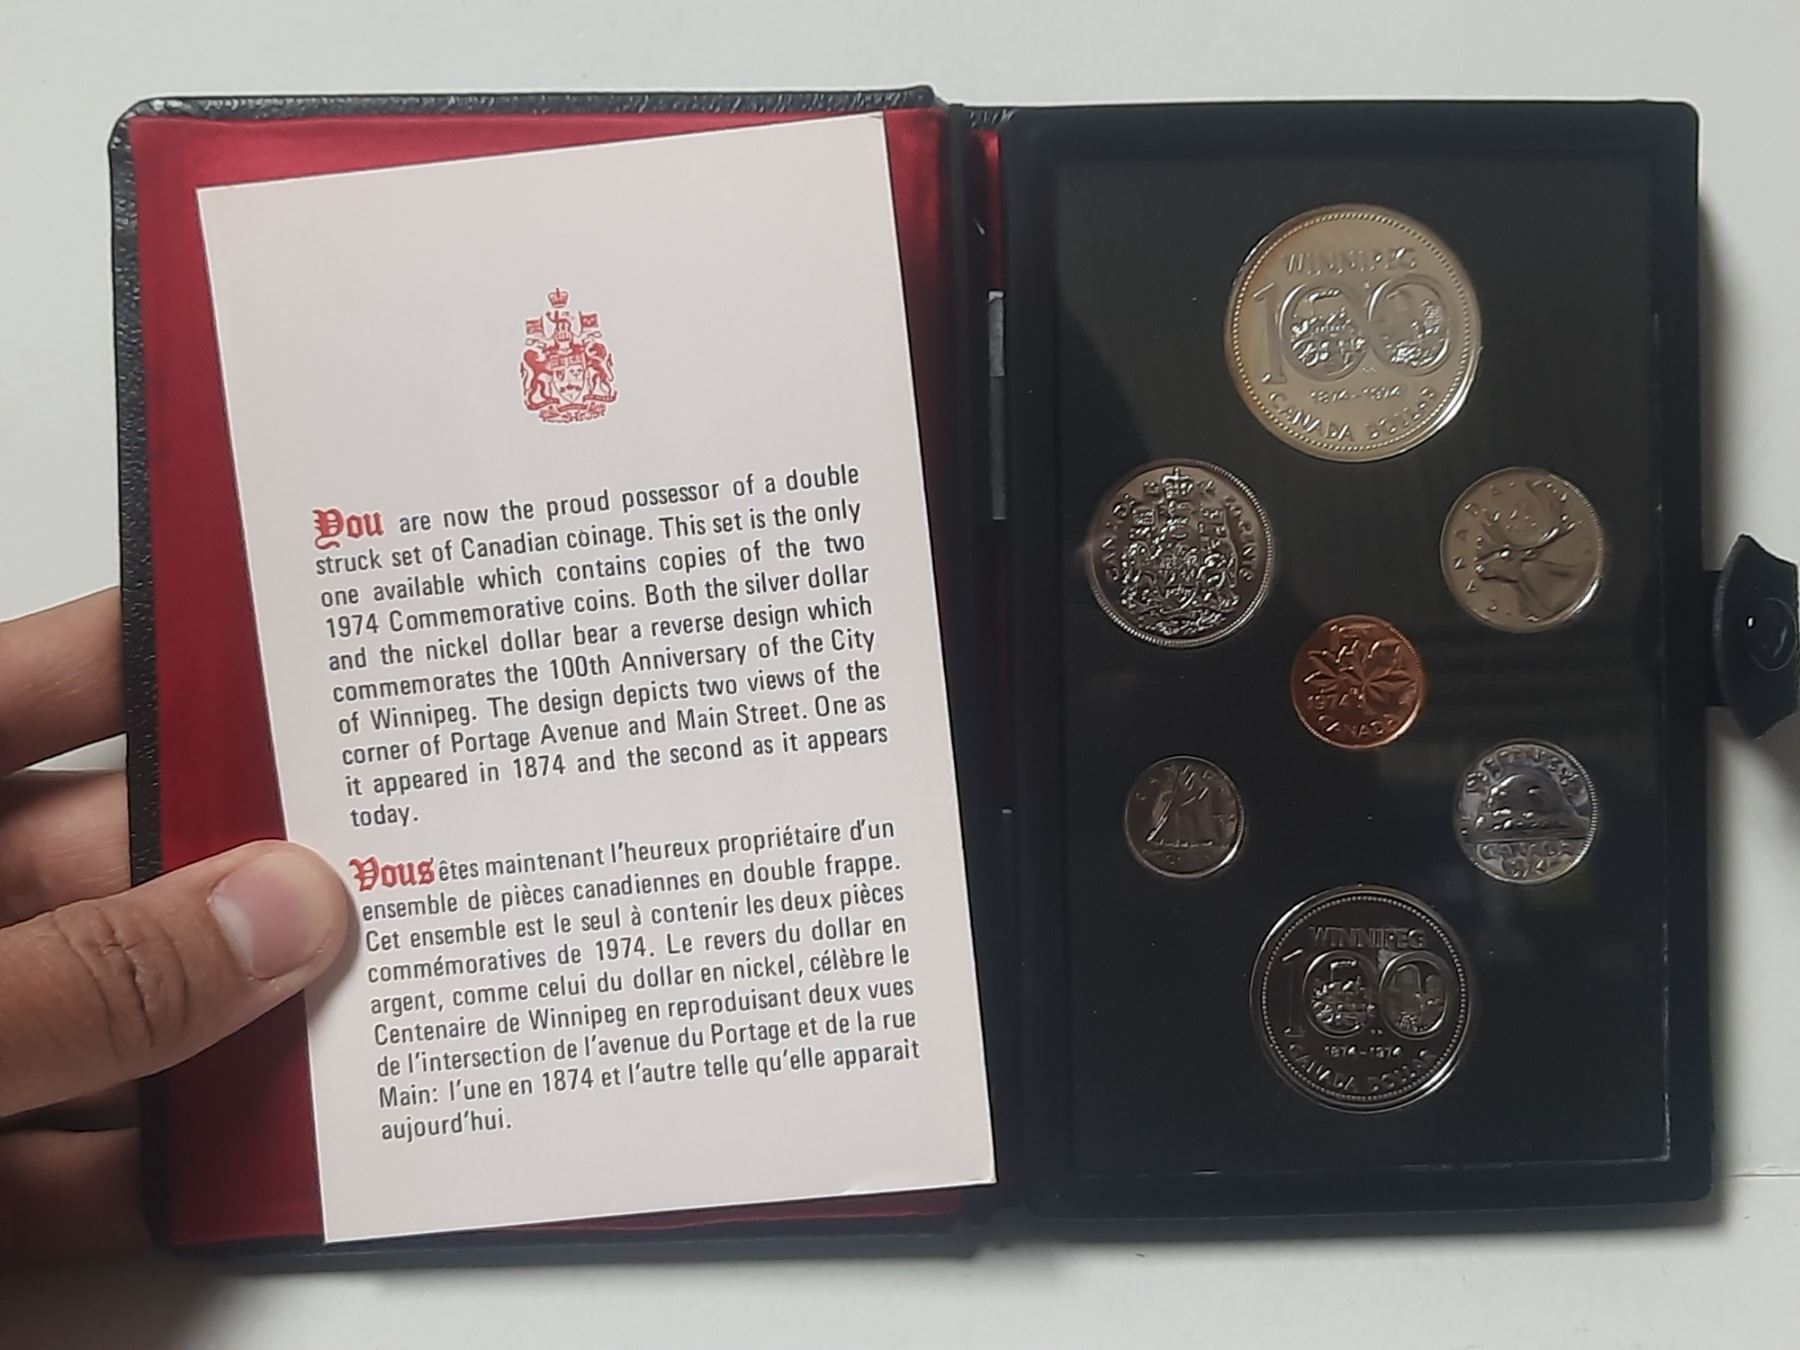 You are now the proud possessor of a double
struck set of Canadian coinage. This set is the only
one available which contains copies of the two
1974 Commemorative coins. Both the silver dollar
and the nickel dollar bear a reverse design which
commemorates the 100th Anniversary of the City
of Winnipeg. The design depicts two views of the
corner of Portage Avenue and Main Street. One as
it appeared in 1874 and the second as it appears
today.
Vous êtes maintenant l'heureux propriétaire d'un
ensemble de pièces canadiennes en double frappe.
Cet ensemble est le seul à contenir les deux pièces
commémoratives de 1974. Le revers du dollar en
argent, comme celui du dollar en nickel, célèbre le
Centenaire de Winnipeg en reproduisant deux vues
de l'intersection de l'avenue du Portage et de la rue
Main: l'une en 1874 et l'autre telle qu'elle apparait
aujourd'hui.
WINNIPEG
100
1874-1974
CANADA DOLLAR
CANADA
CANADA
1974
CANADA
CANADA
5 CENTS
CANADA
1974
WINNIPEG
100
1874-1974
CANADA DOLLAR